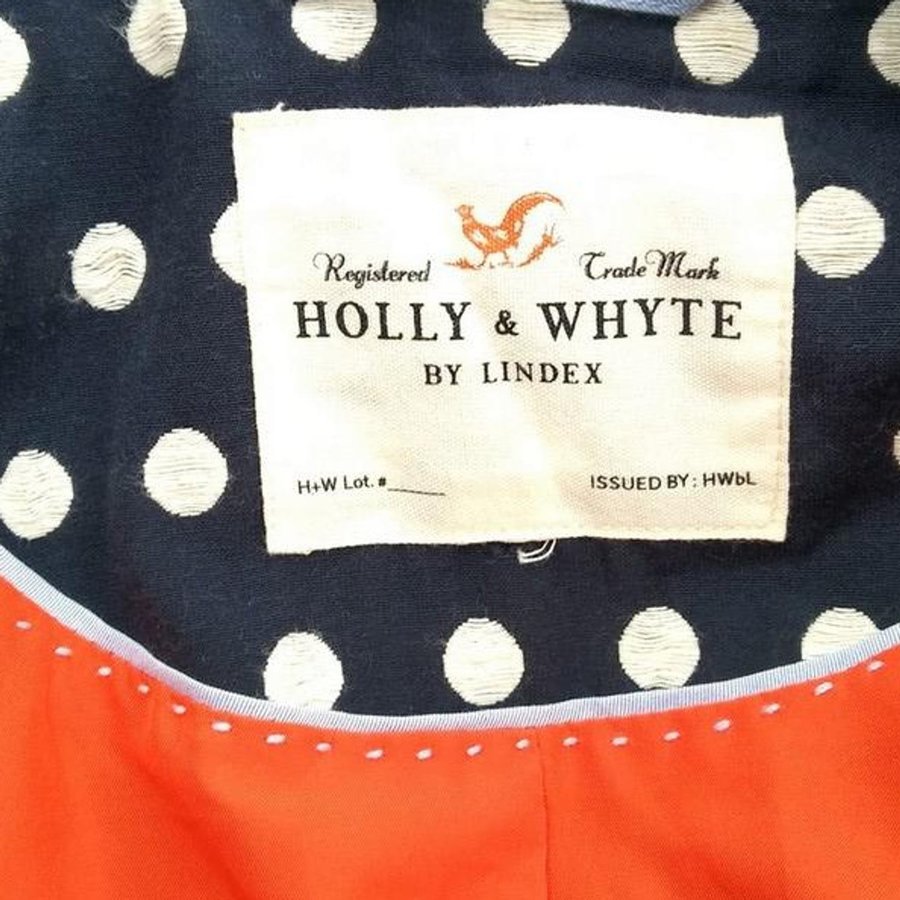 Registered Trade Mark
HOLLY & WHYTE
BY LINDEX
H+W Lot. #______ ISSUED BY: HWbL